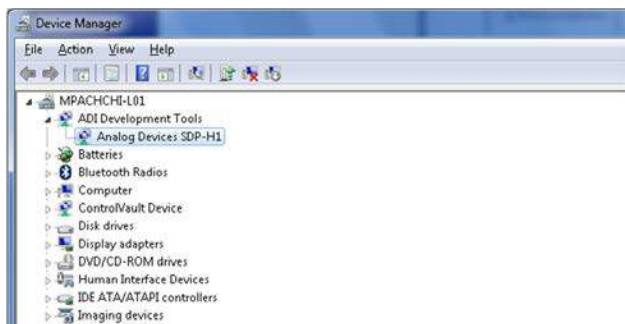 Device Manager
File Action View Help
MPACHCHI-L01
ADI Development Tools
Analog Devices SDP-H1
Batteries
Bluetooth Radios
Computer
ControlVault Device
Disk drives
Display adapters
DVD/CD-ROM drives
Human Interface Devices
IDE ATA/ATAPI controllers
Imaging devices